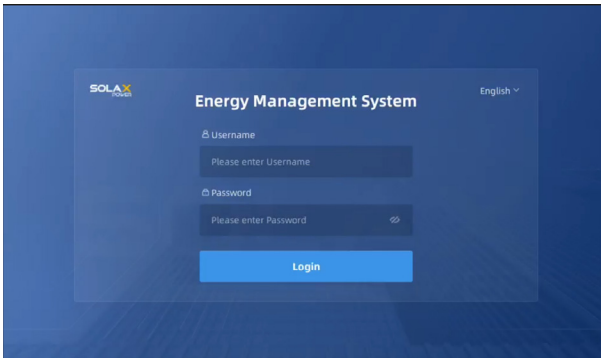 SOLAX
POWER
English
Energy Management System
Username
Please enter Username
Password
Please enter Password
Login